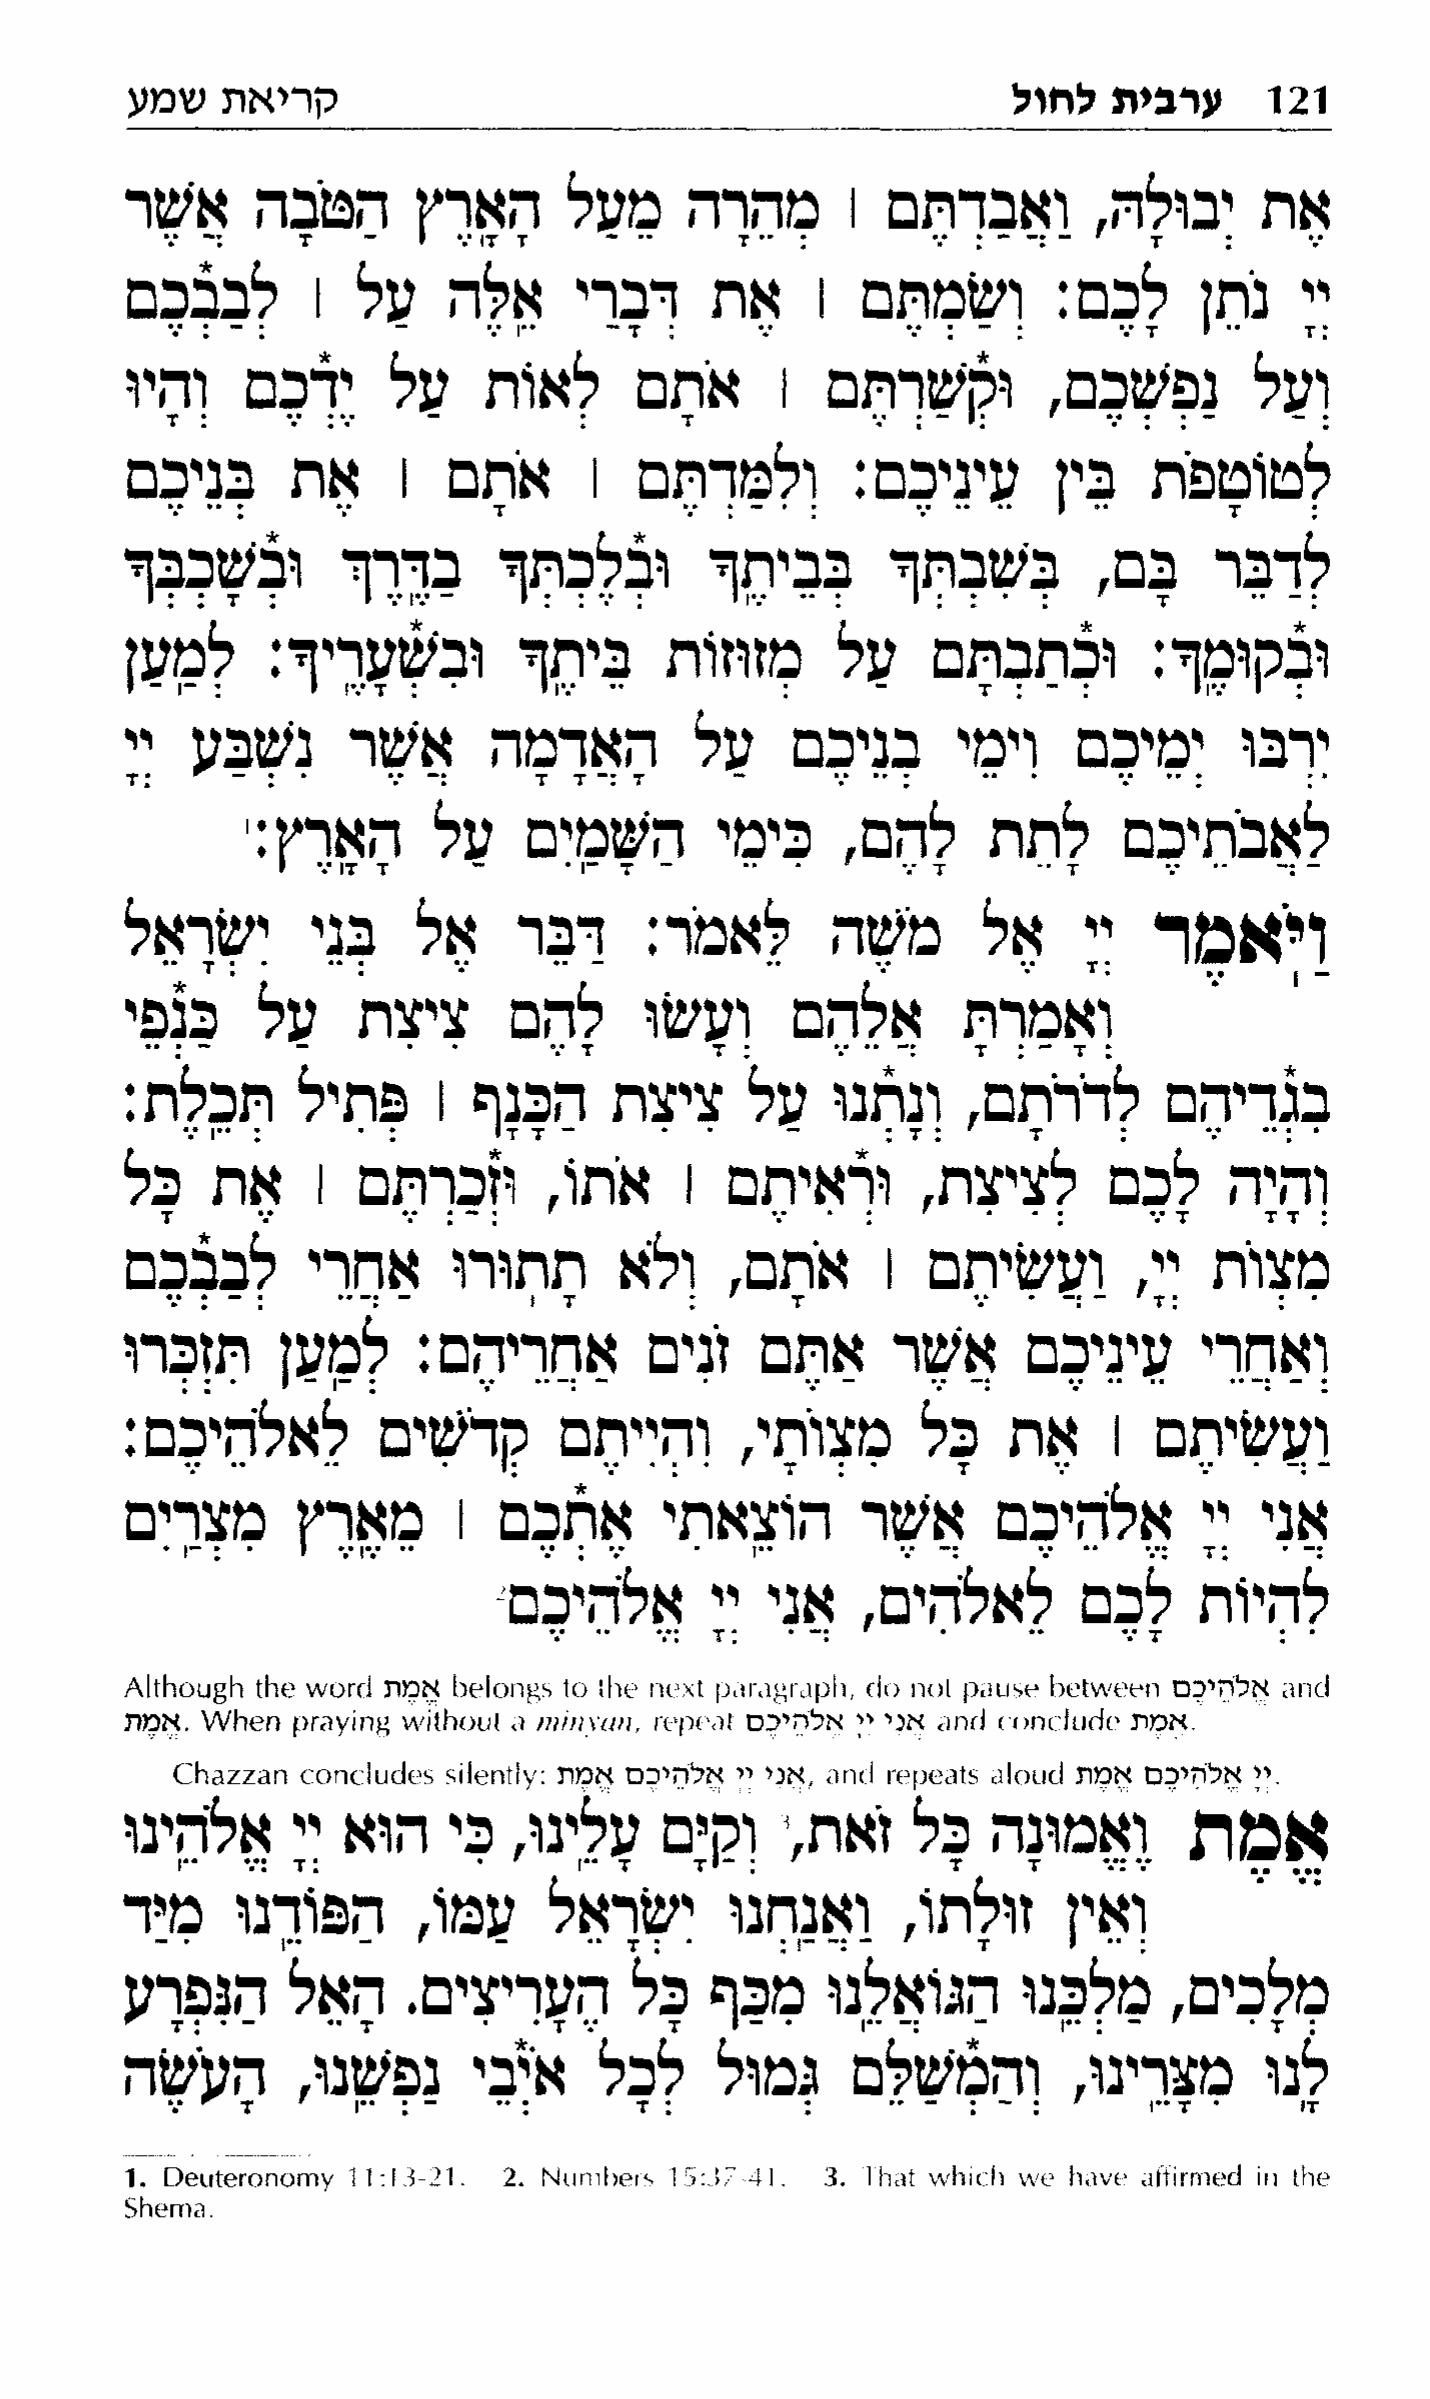 121 ערבית לחול קריאת שמע
אֶת יְבוּלָהּ, וַאֲבַדְתֶּם | מְהֵרָה מֵעַל הָאָרֶץ הַטֹּבָה אֲשֶׁר
יְיָ נֹתֵן לָכֶם: וְשַׂמְתֶּם | אֶת דְּבָרַי אֵלֶּה עַל | לְבַבְ*כֶם
וְעַל נַפְשְׁכֶם, וּקְ*שַׁרְתֶּם | אֹתָם לְאוֹת עַל יֶדְ*כֶם וְהָיוּ
לְטוֹטָפֹת בֵּין עֵינֵיכֶם: וְלִמַּדְתֶּם | אֹתָם | אֶת בְּנֵיכֶם
לְדַבֵּר בָּם, בְּשִׁבְתְּךָ בְּבֵיתֶךָ וּבְ*לֶכְתְּךָ בַדֶּרֶךְ וּבְ*שָׁכְבְּךָ
וּבְ*קוּמֶךָ: וּכְ*תַבְתָּם עַל מְזוּזוֹת בֵּיתֶךָ וּבִשְׁ*עָרֶיךָ: לְמַעַן
יִרְבּוּ יְמֵיכֶם וִימֵי בְנֵיכֶם עַל הָאֲדָמָה אֲשֶׁר נִשְׁבַּע יְיָ
לַאֲבֹתֵיכֶם לָתֵת לָהֶם, כִּימֵי הַשָּׁמַיִם עַל הָאָרֶץ:¹
וַיֹּאמֶר יְיָ אֶל מֹשֶׁה לֵּאמֹר: דַּבֵּר אֶל בְּנֵי יִשְׂרָאֵל
וְאָמַרְתָּ אֲלֵהֶם וְעָשׂוּ לָהֶם צִיצִת עַל כַּנְ*פֵי
בִגְ*דֵיהֶם לְדֹרֹתָם, וְנָתְ*נוּ עַל צִיצִת הַכָּנָף | פְּתִיל תְּכֵלֶת:
וְהָיָה לָכֶם לְצִיצִת, וּרְ*אִיתֶם | אֹתוֹ, וּזְ*כַרְתֶּם | אֶת כָּל
מִצְוֹת יְיָ, וַעֲשִׂיתֶם | אֹתָם, וְלֹא תָתוּרוּ אַחֲרֵי לְבַבְ*כֶם
וְאַחֲרֵי עֵינֵיכֶם אֲשֶׁר אַתֶּם זֹנִים אַחֲרֵיהֶם: לְמַעַן תִּזְכְּרוּ
וַעֲשִׂיתֶם | אֶת כָּל מִצְוֹתָי, וִהְיִיתֶם קְדֹשִׁים לֵאלֹהֵיכֶם:
אֲנִי יְיָ אֱלֹהֵיכֶם אֲשֶׁר הוֹצֵאתִי אֶתְ*כֶם | מֵאֶרֶץ מִצְרַיִם
לִהְיוֹת לָכֶם לֵאלֹהִים, אֲנִי יְיָ אֱלֹהֵיכֶם²
Although the word אֱמֶת belongs to the next paragraph, do not pause between אֱלֹהֵיכֶם and
אֱמֶת. When praying without a minyan, repeat אֲנִי יְיָ אֱלֹהֵיכֶם and conclude אֱמֶת.
Chazzan concludes silently: אֲנִי יְיָ אֱלֹהֵיכֶם אֱמֶת, and repeats aloud יְיָ אֱלֹהֵיכֶם אֱמֶת.
אֱמֶת וֶאֱמוּנָה כָּל זֹאת,³ וְקַיָּם עָלֵינוּ, כִּי הוּא יְיָ אֱלֹהֵינוּ
וְאֵין זוּלָתוֹ, וַאֲנַחְנוּ יִשְׂרָאֵל עַמּוֹ, הַפּוֹדֵנוּ מִיַּד
מְלָכִים, מַלְכֵּנוּ הַגּוֹאֲלֵנוּ מִכַּף כָּל הֶעָרִיצִים. הָאֵל הַנִּפְרָע
לָנוּ מִצָּרֵינוּ, וְהַמְ*שַׁלֵּם גְּמוּל לְכָל אֹיְ*בֵי נַפְשֵׁנוּ, הָעֹשֶׂה
1. Deuteronomy 11:13-21. 2. Numbers 15:37-41. 3. That which we have affirmed in the
Shema.